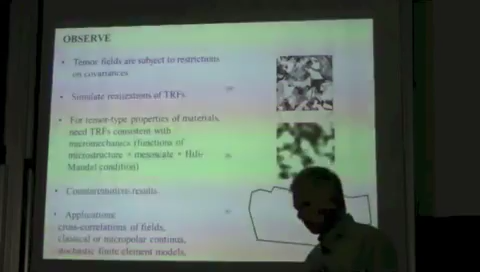 OBSERVE
• Tensor fields are subject to restrictions
on covariances
• Simulate realizations of TRFs.
• For tensor-type properties of materials,
need TRFs consistent with
micromechanics (functions of
microstructure + mesoscale + Hill-
Mandel condition)
• Counterintuitive results.
• Applications:
cross-correlations of fields,
classical or micropolar continua,
stochastic finite element models,